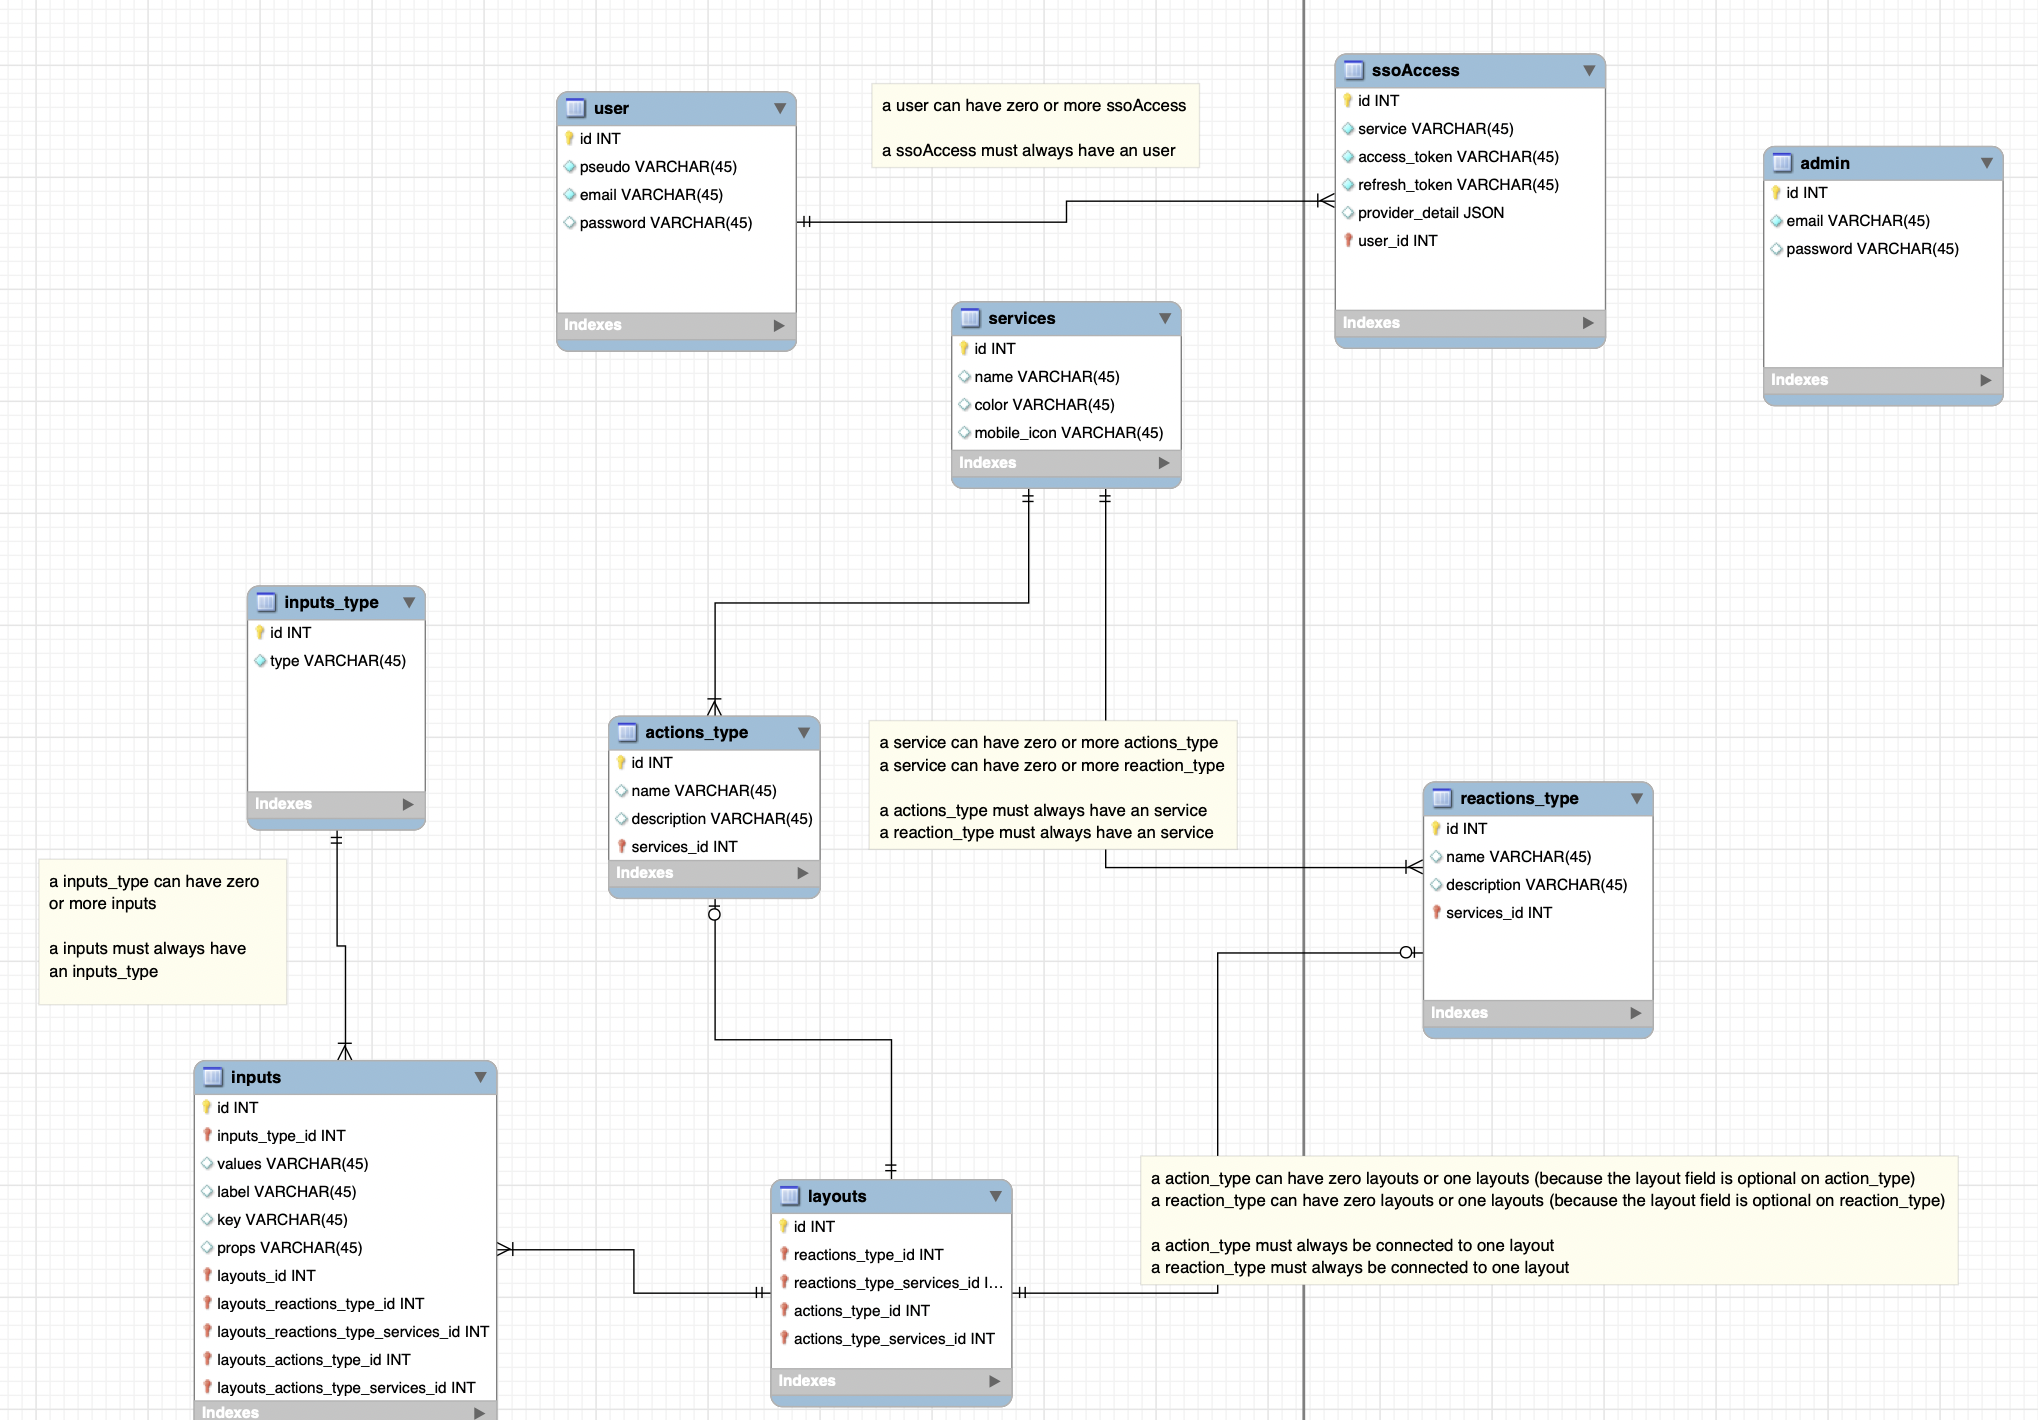 user
id INT
pseudo VARCHAR(45)
email VARCHAR(45)
password VARCHAR(45)
Indexes
a user can have zero or more ssoAccess
a ssoAccess must always have an user
ssoAccess
id INT
service VARCHAR(45)
access_token VARCHAR(45)
refresh_token VARCHAR(45)
provider_detail JSON
user_id INT
Indexes
admin
id INT
email VARCHAR(45)
password VARCHAR(45)
Indexes
services
id INT
name VARCHAR(45)
color VARCHAR(45)
mobile_icon VARCHAR(45)
Indexes
inputs_type
id INT
type VARCHAR(45)
Indexes
actions_type
id INT
name VARCHAR(45)
description VARCHAR(45)
services_id INT
Indexes
a service can have zero or more actions_type
a service can have zero or more reaction_type
a actions_type must always have an service
a reaction_type must always have an service
reactions_type
id INT
name VARCHAR(45)
description VARCHAR(45)
services_id INT
Indexes
a inputs_type can have zero
or more inputs
a inputs must always have
an inputs_type
inputs
id INT
inputs_type_id INT
values VARCHAR(45)
label VARCHAR(45)
key VARCHAR(45)
props VARCHAR(45)
layouts_id INT
layouts_reactions_type_id INT
layouts_reactions_type_services_id INT
layouts_actions_type_id INT
layouts_actions_type_services_id INT
Indexes
layouts
id INT
reactions_type_id INT
reactions_type_services_id I...
actions_type_id INT
actions_type_services_id INT
Indexes
a action_type can have zero layouts or one layouts (because the layout field is optional on action_type)
a reaction_type can have zero layouts or one layouts (because the layout field is optional on reaction_type)
a action_type must always be connected to one layout
a reaction_type must always be connected to one layout